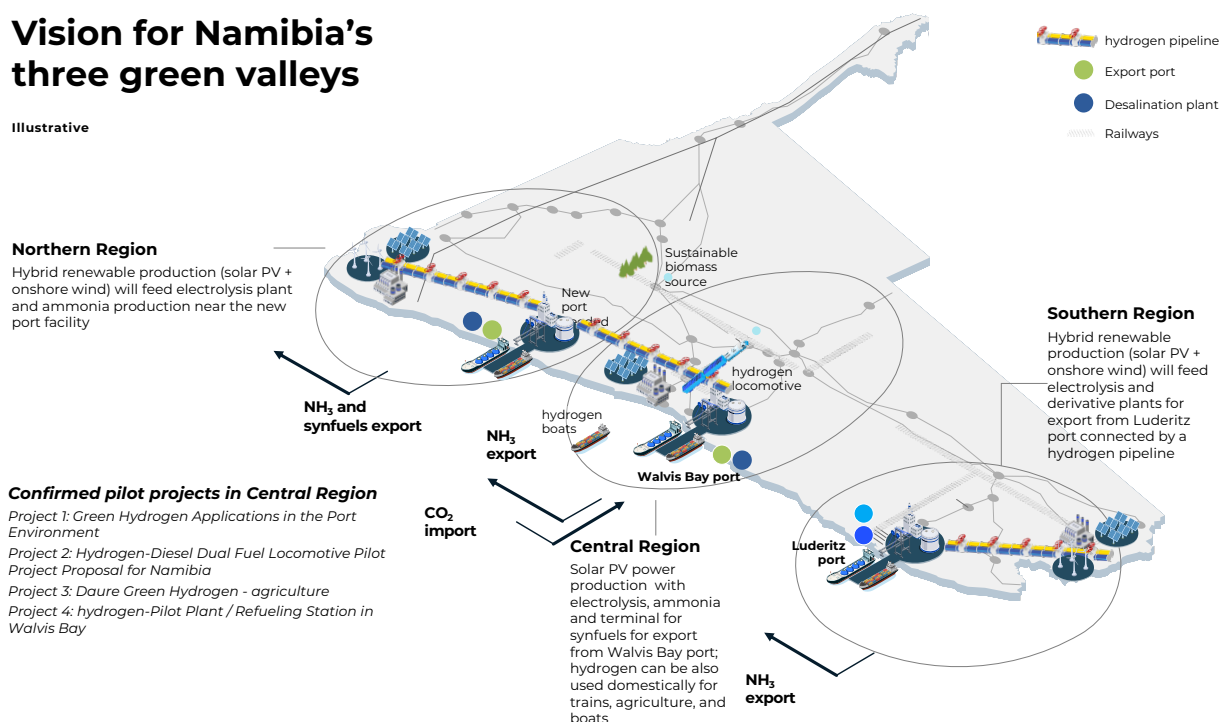 Vision for Namibia's
three green valleys
Illustrative
hydrogen pipeline
Export port
Desalination plant
Railways
Northern Region
Hybrid renewable production (solar PV +
onshore wind) will feed electrolysis plant
and ammonia production near the new
port facility
Sustainable
biomass
source
New
port
NH₃ and
synfuels export
hydrogen
locomotive
hydrogen
boats
NH₃
export
Walvis Bay port
CO₂
import
Southern Region
Hybrid renewable
production (solar PV +
onshore wind) will feed
electrolysis and
derivative plants for
export from Luderitz
port connected by a
hydrogen pipeline
Confirmed pilot projects in Central Region
Project 1: Green Hydrogen Applications in the Port
Environment
Project 2: Hydrogen-Diesel Dual Fuel Locomotive Pilot
Project Proposal for Namibia
Project 3: Daure Green Hydrogen - agriculture
Project 4: hydrogen-Pilot Plant / Refueling Station in
Walvis Bay
Central Region
Solar PV power
production with
electrolysis, ammonia
and terminal for
synfuels for export
from Walvis Bay port;
hydrogen can be also
used domestically for
trains, agriculture, and
boats
Luderitz
port
NH₃
export